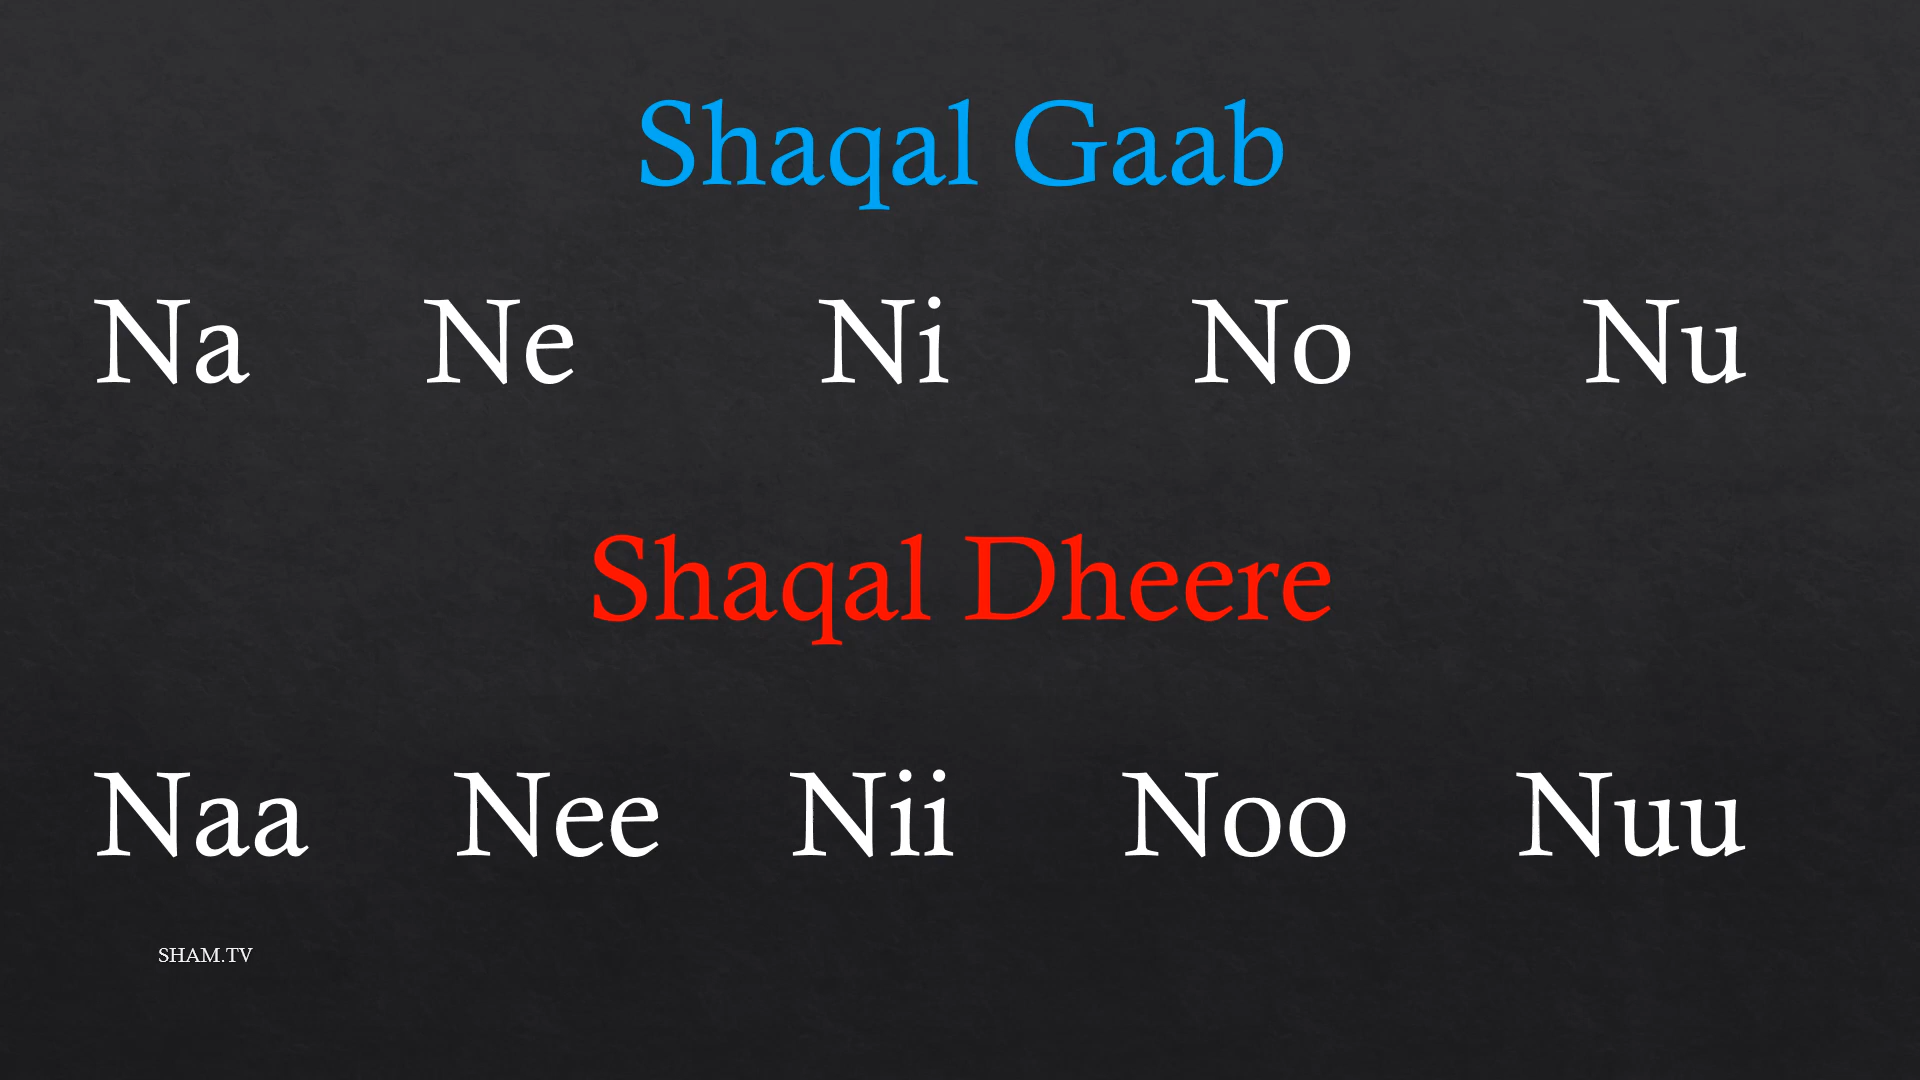 Shaqal Gaab
Na Ne Ni No Nu
Shaqal Dheere
Naa Nee Nii Noo Nuu
SHAM.TV